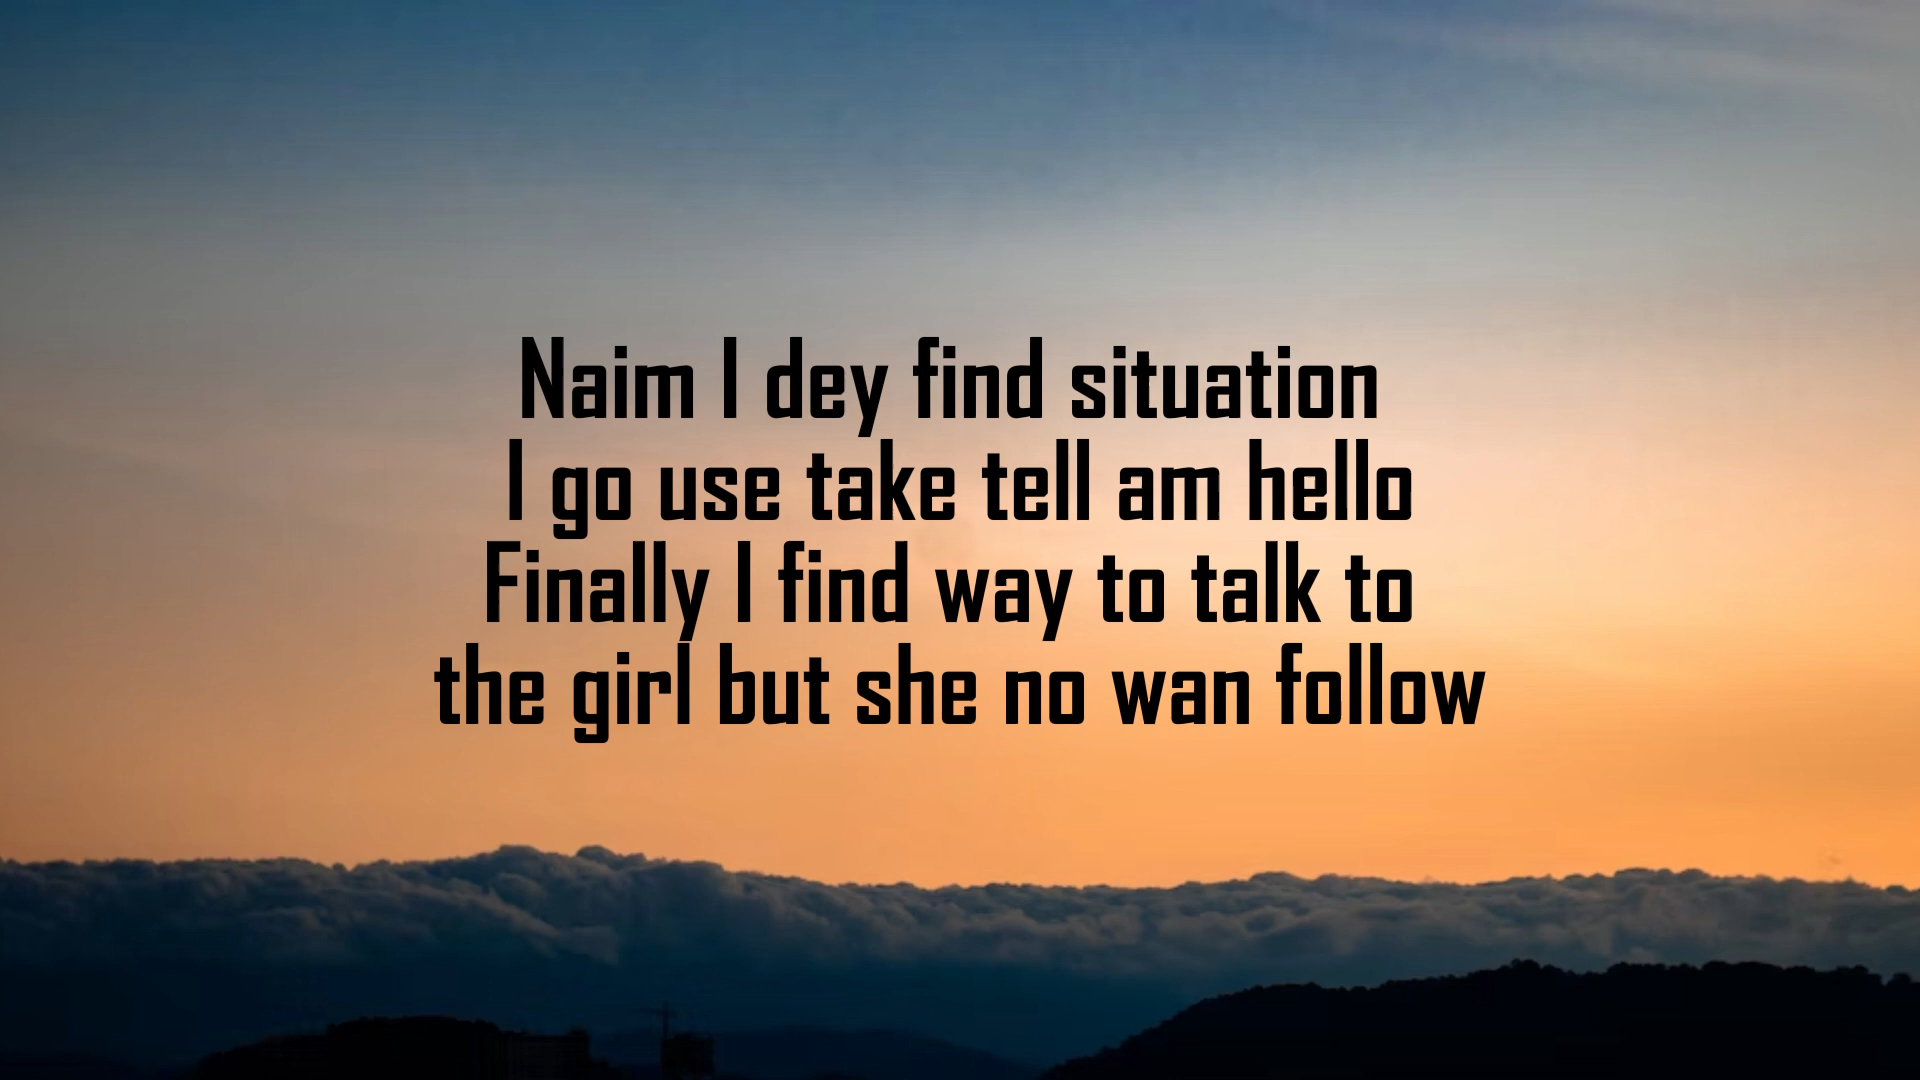 Naim I dey find situation
I go use take tell am hello
Finally I find way to talk to
the girl but she no wan follow